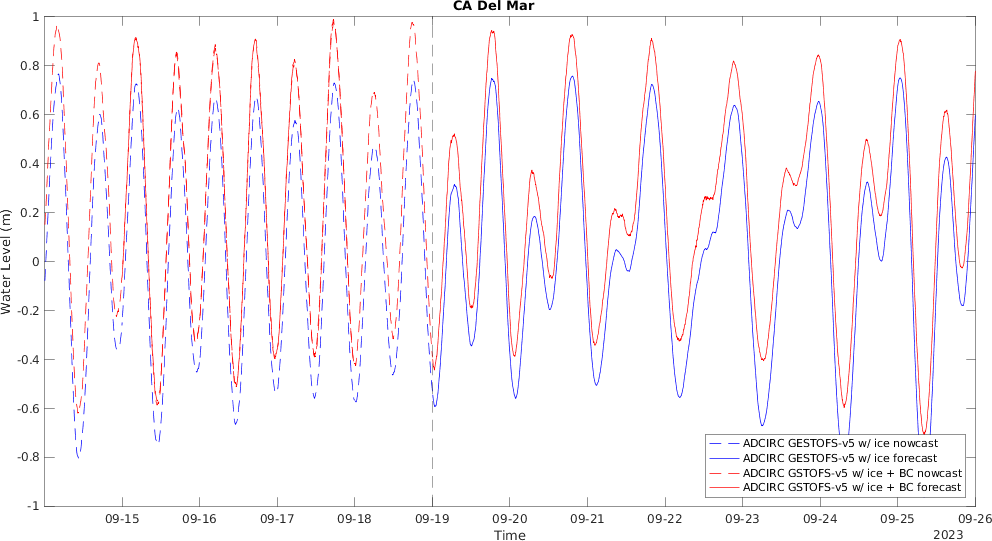 CA Del Mar
1
0.8
0.6
0.4
0.2
0
-0.2
-0.4
-0.6
-0.8
-1
Water Level (m)
ADCIRC GESTOFS-v5 w/ ice nowcast
ADCIRC GESTOFS-v5 w/ ice forecast
ADCIRC GSTOFS-v5 w/ ice + BC nowcast
ADCIRC GSTOFS-v5 w/ ice + BC forecast
09-15 09-16 09-17 09-18 09-19 09-20 09-21 09-22 09-23 09-24 09-25 09-26
Time
2023